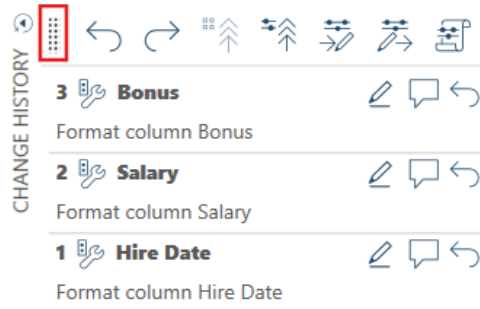 CHANGE HISTORY
3 Bonus
Format column Bonus
2 Salary
Format column Salary
1 Hire Date
Format column Hire Date